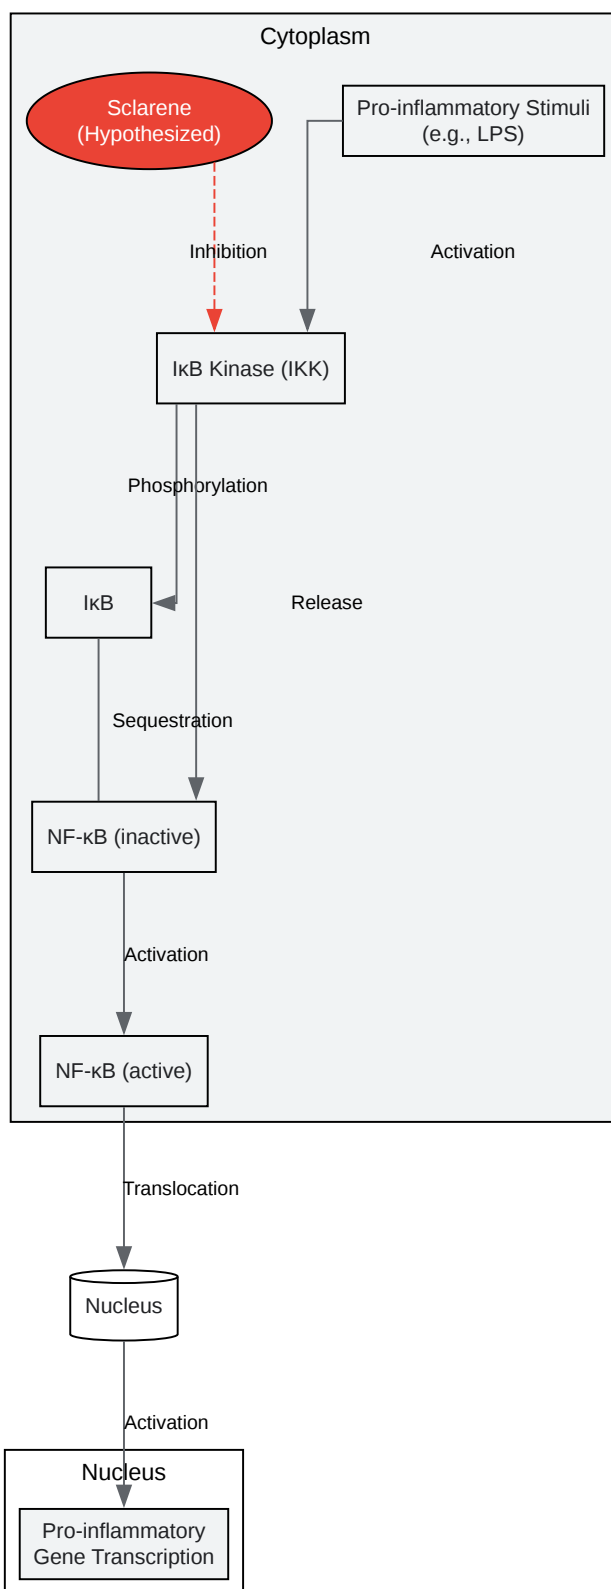 Cytoplasm
Sclarene
(Hypothesized)
Pro-inflammatory Stimuli
(e.g., LPS)
Inhibition
Activation
IκB Kinase (IKK)
Phosphorylation
IκB
Release
Sequestration
NF-κB (inactive)
Activation
NF-κB (active)
Translocation
Nucleus
Activation
Nucleus
Pro-inflammatory
Gene Transcription